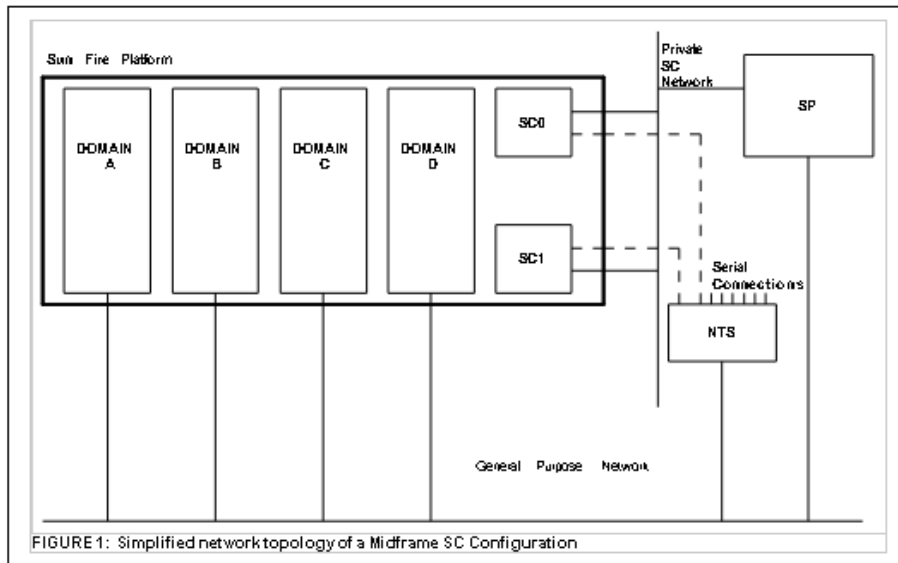 Sun Fire Platform
Private
SC
Network
SP
DOMAIN
A
DOMAIN
B
DOMAIN
C
DOMAIN
D
SC0
SC1
Serial
Connections
NTS
General Purpose Network
FIGURE 1: Simplified network topology of a Midframe SC Configuration